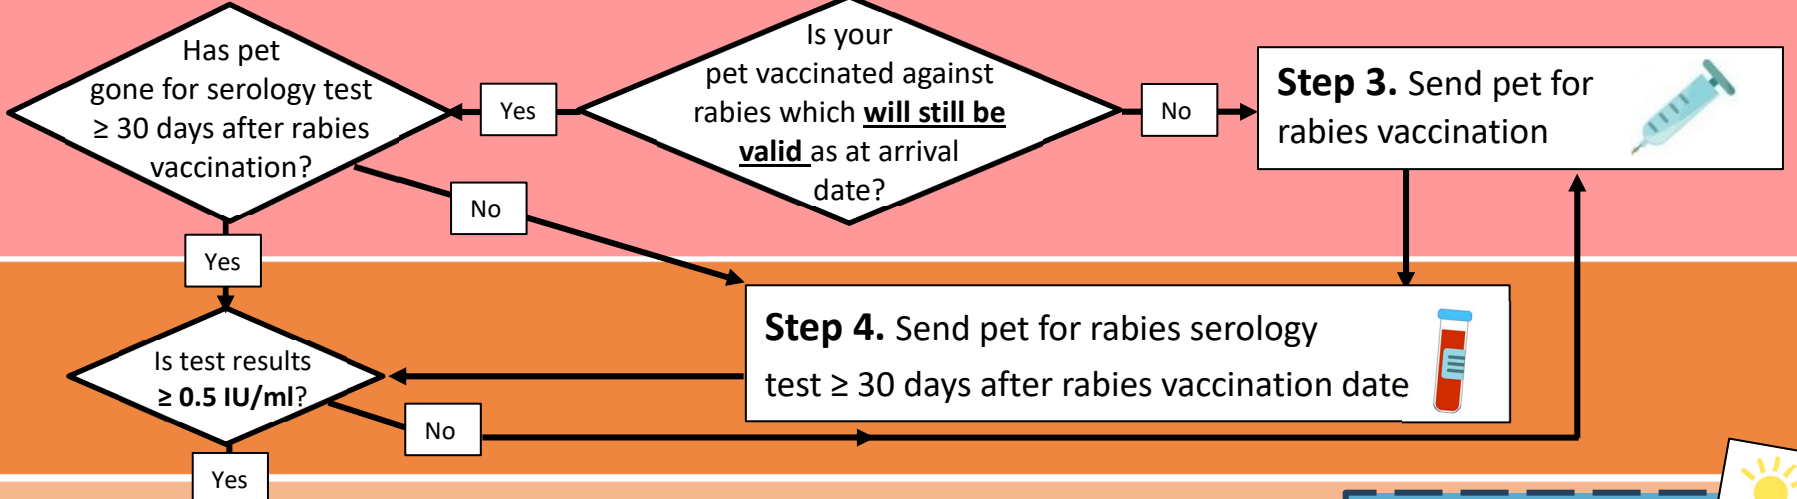 Has pet
gone for serology test
≥ 30 days after rabies
vaccination?
Yes
Is your
pet vaccinated against
rabies which will still be
valid as at arrival
date?
No
Step 3. Send pet for
rabies vaccination
No
Yes
Step 4. Send pet for rabies serology
test ≥ 30 days after rabies vaccination date
Is test results
≥ 0.5 IU/ml?
No
Yes